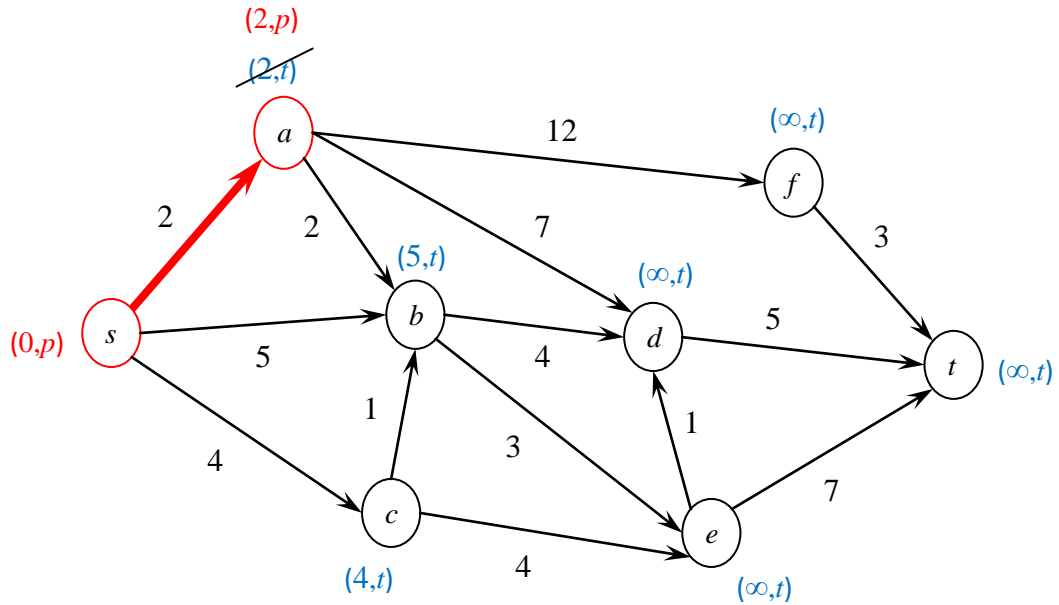 (2,p)
(2,t)
a
12
(∞,t)
f
2
2
7
3
(5,t)
(∞,t)
s
b
d
5
t
(0,p)
5
4
(∞,t)
1
3
1
4
7
c
e
(4,t)
4
(∞,t)